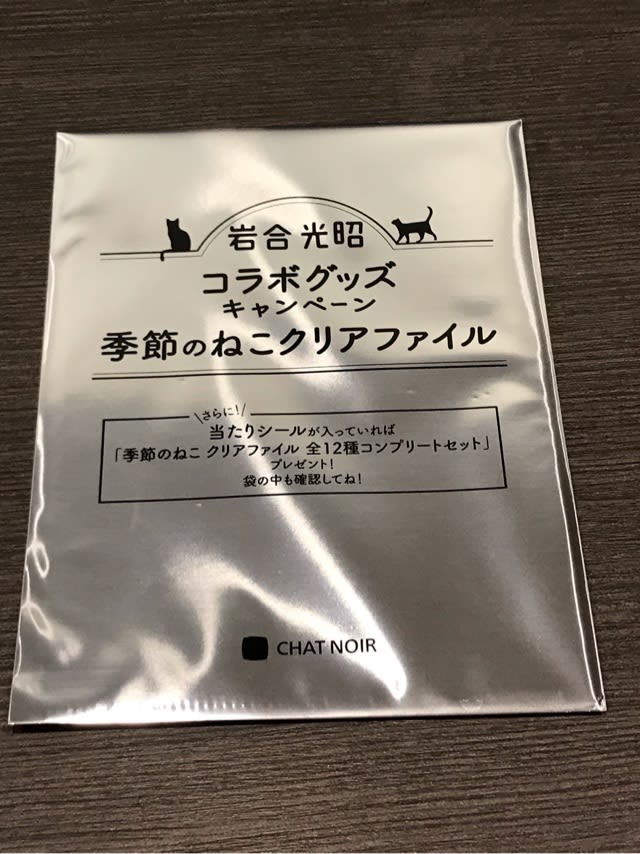 岩合光昭
コラボグッズ
キャンペーン
季節のねこクリアファイル
さらに!
当たりシールが入っていれば
「季節のねこ クリアファイル 全12種コンプリートセット」
プレゼント!
袋の中も確認してね!
CHAT NOIR